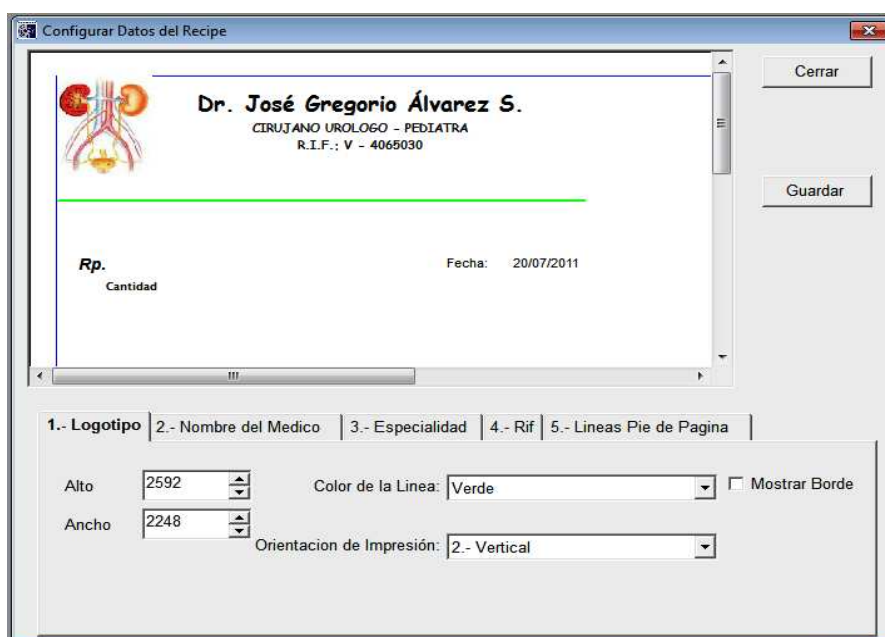 Configurar Datos del Recipe
Dr. José Gregorio Álvarez S.
CIRUJANO UROLOGO - PEDIATRA
R.I.F.: V - 4065030
Rp.
Fecha: 20/07/2011
Cantidad
Cerrar
Guardar
1.- Logotipo 2.- Nombre del Medico 3.- Especialidad 4.- Rif 5.- Lineas Pie de Pagina
Alto 2592 Color de la Linea: Verde Mostrar Borde
Ancho 2248
Orientacion de Impresión: 2.- Vertical